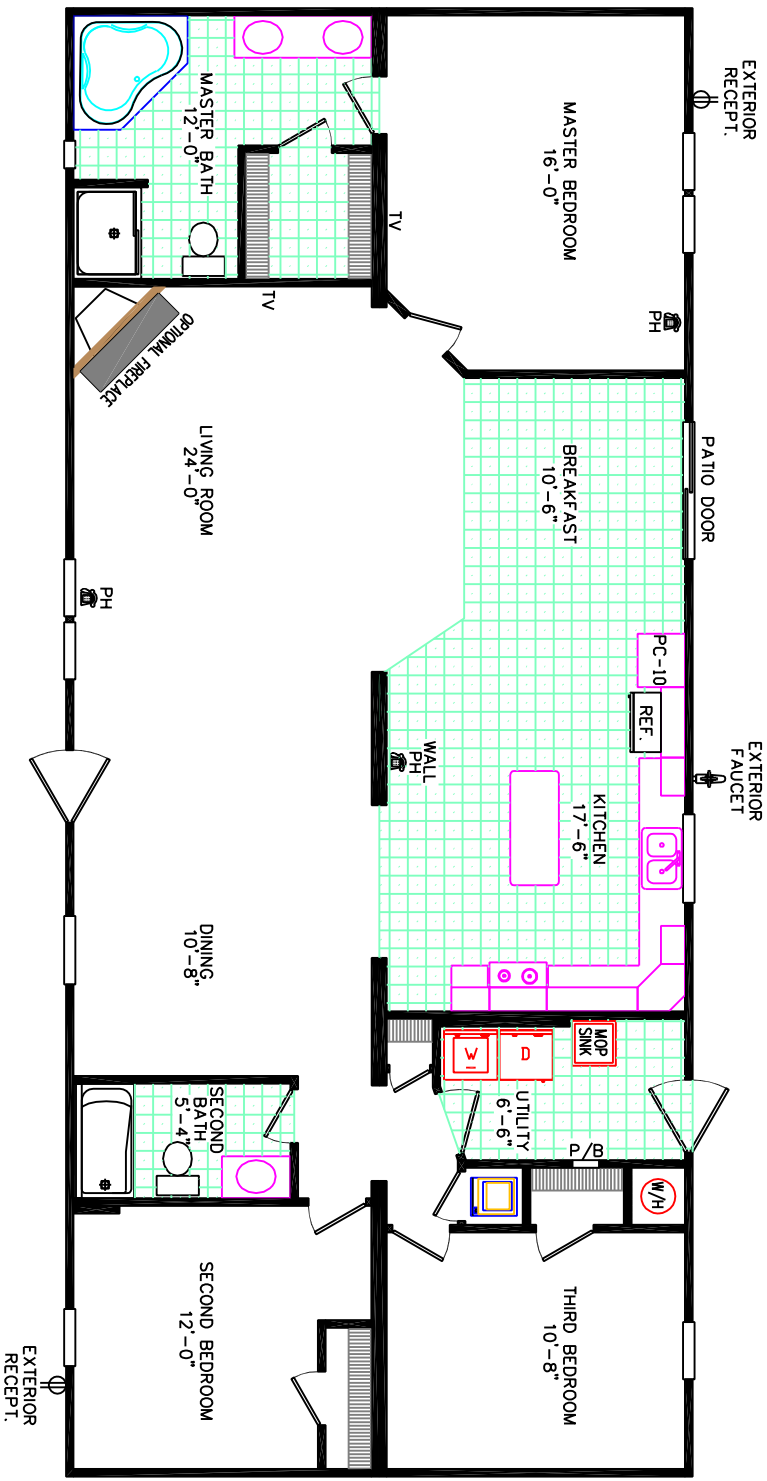 EXTERIOR
RECEPT.
MASTER BATH
12'-0"
MASTER BEDROOM
16'-0"
TV
TV
PH
OPTIONAL FIREPLACE
LIVING ROOM
24'-0"
BREAKFAST
10'-6"
PATIO DOOR
PH
PC-10
REF.
WALL
PH
KITCHEN
17'-6"
EXTERIOR
FAUCET
DINING
10'-8"
W
D
MOP
SINK
UTILITY
6'-6"
P/B
SECOND
BATH
5'-4"
W/H
SECOND BEDROOM
12'-0"
THIRD BEDROOM
10'-8"
EXTERIOR
RECEPT.